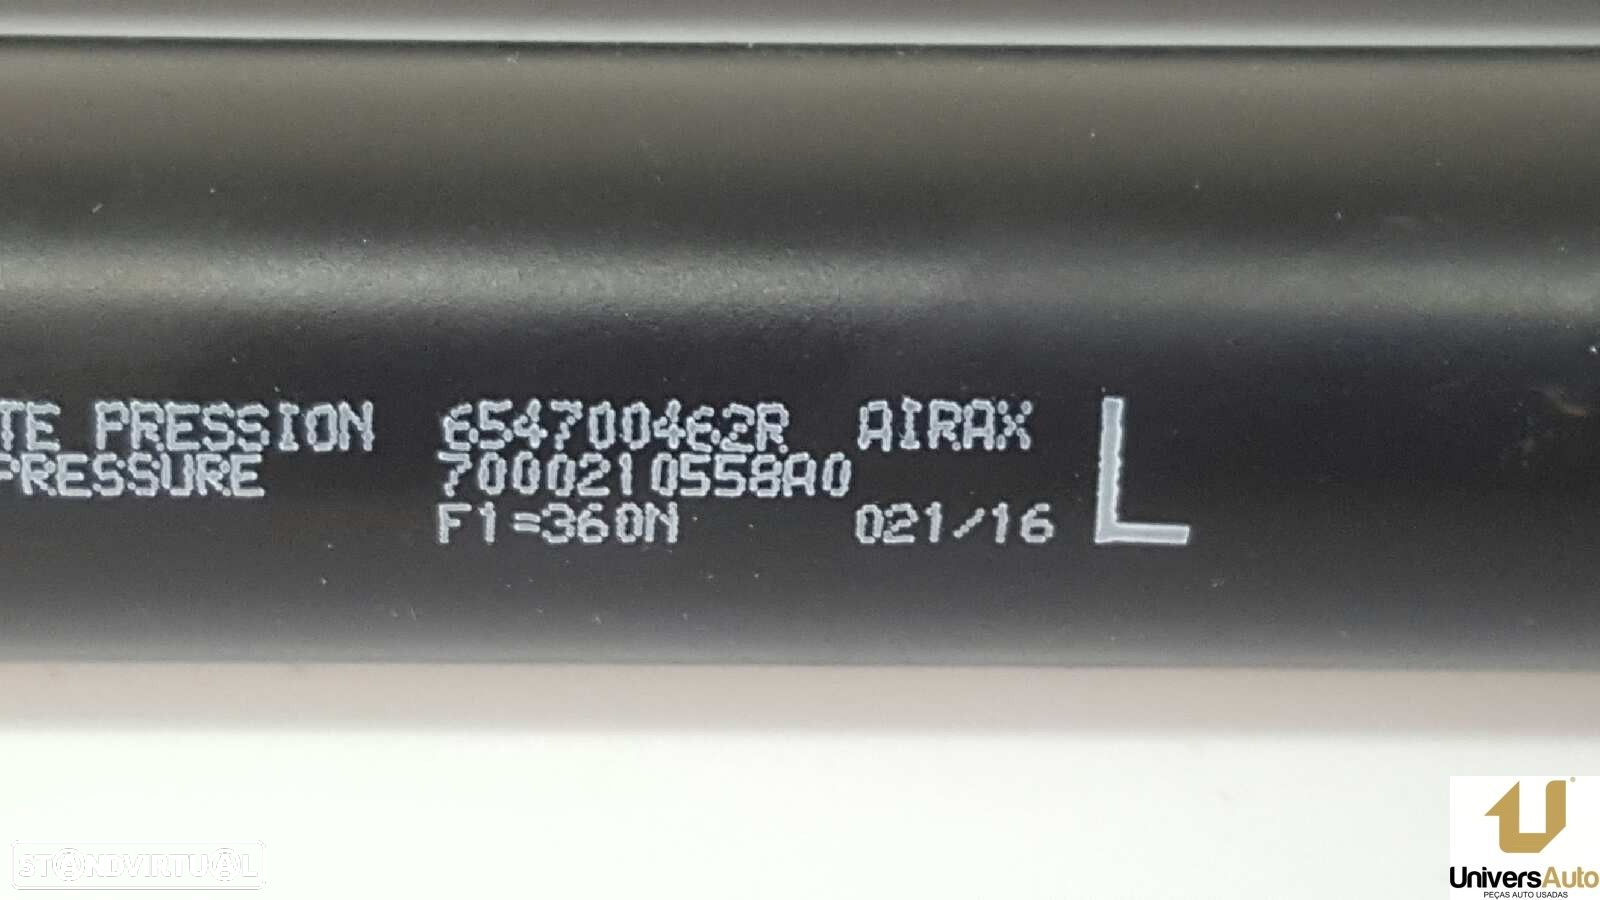 TE PRESSION 654700462R AIRAX L
PRESSURE 7000210558A0
F1=360N 021/16
STANDVIRTUAL
UniversAuto
PEÇAS AUTO USADAS